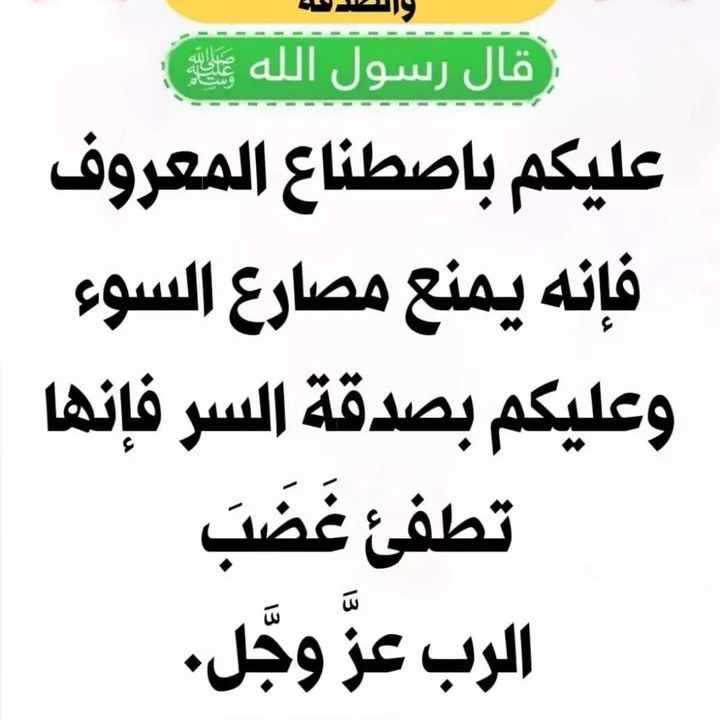 والصدقة
قال رسول الله ﷺ
عليكم باصطناع المعروف
فإنه يمنع مصارع السوء
وعليكم بصدقة السر فإنها
تطفئ غَضَبَ
الرب عزَّ وجَّل.